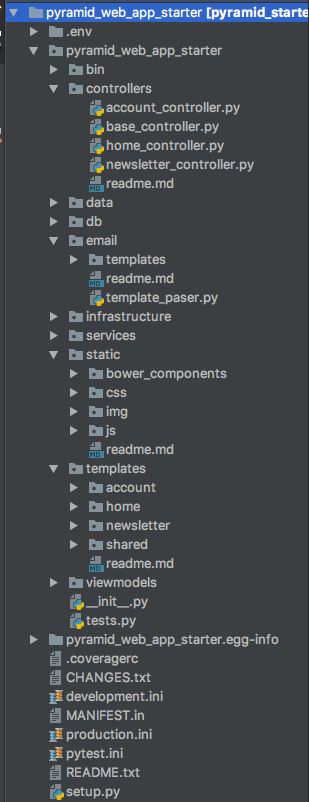 pyramid_web_app_starter [pyramid_starte
.env
pyramid_web_app_starter
bin
controllers
account_controller.py
base_controller.py
home_controller.py
newsletter_controller.py
readme.md
data
db
email
templates
readme.md
template_paser.py
infrastructure
services
static
bower_components
css
img
js
readme.md
templates
account
home
newsletter
shared
readme.md
viewmodels
__init__.py
tests.py
pyramid_web_app_starter.egg-info
.coveragerc
CHANGES.txt
development.ini
MANIFEST.in
production.ini
pytest.ini
README.txt
setup.py